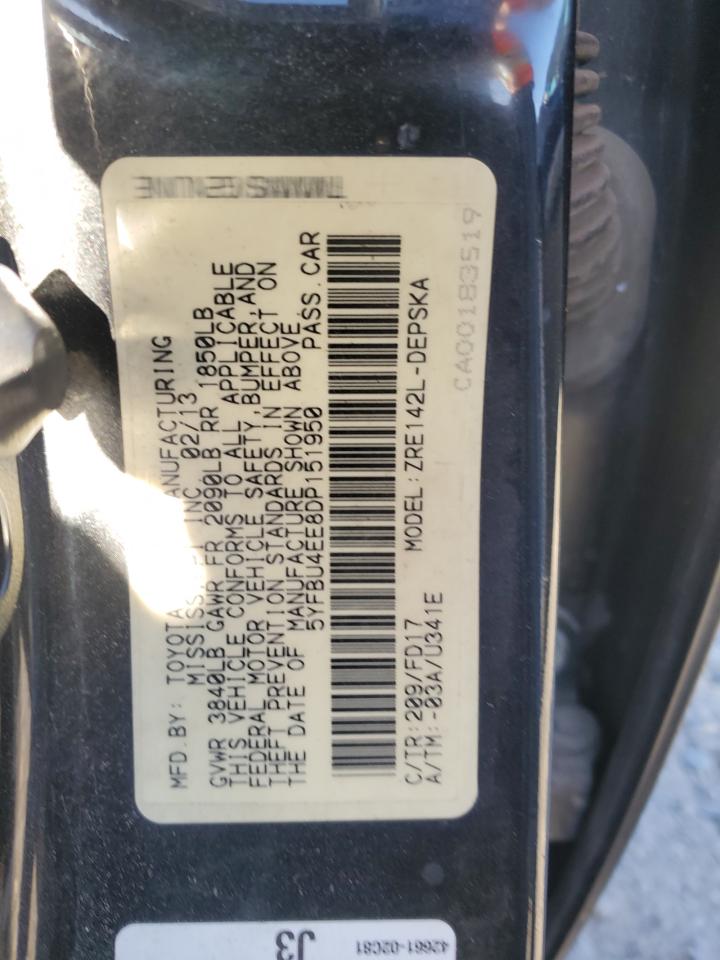 MFD.BY: TOYOTA MANUFACTURING
MISSISS INC. 02/13
GVWR 3840LB GAWR FR 2090LB RR 1850LB
THIS VEHICLE CONFORMS TO ALL APPLICABLE
FEDERAL MOTOR VEHICLE SAFETY,BUMPER,AND
THEFT PREVENTION STANDARDS IN EFFECT ON
THE DATE OF MANUFACTURE SHOWN ABOVE
5YFBU4EE8DP151950 PASS.CAR
C/TR:209/FD17 MODEL:ZRE142L-DEPSKA
A/TM:-03A/U341E
CA00183519
J3
42661-02C81